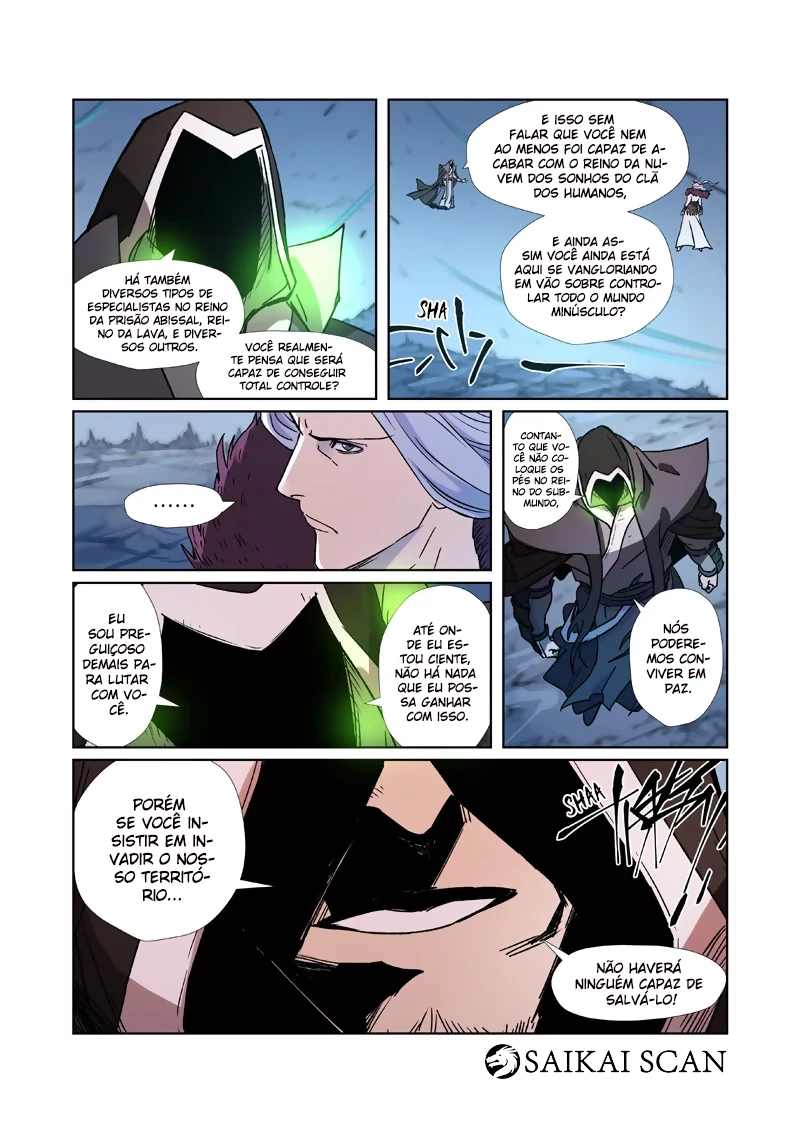 HÁ TAMBÉM
DIVERSOS TIPOS DE
ESPECIALISTAS NO REINO
DA PRISÃO ABISSAL, REI-
NO DA LAVA, E DIVER-
SOS OUTROS.
VOCÊ REALMEN-
TE PENSA QUE SERÁ
CAPAZ DE CONSEGUIR
TOTAL CONTROLE?
E ISSO SEM
FALAR QUE VOCÊ NEM
AO MENOS FOI CAPAZ DE A-
CABAR COM O REINO DA NU-
VEM DOS SONHOS DO CLÃ
DOS HUMANOS,
E AINDA AS-
SIM VOCÊ AINDA ESTÁ
AQUI SE VANGLORIANDO
EM VÃO SOBRE CONTRO-
LAR TODO O MUNDO
MINÚSCULO?
SHA
......
CONTAN-
TO QUE VO-
CÊ NÃO CO-
LOQUE OS
PÉS NO REI-
NO DO SUB-
MUNDO,
NÓS
PODERE-
MOS CON-
VIVER EM
PAZ.
EU
SOU PRE-
GUIÇOSO
DEMAIS PA-
RA LUTAR
COM VO-
CÊ.
ATÉ ON-
DE EU ES-
TOU CIENTE,
NÃO HÁ NADA
QUE EU POS-
SA GANHAR
COM ISSO.
PORÉM
SE VOCÊ IN-
SISTIR EM IN-
VADIR O NOS-
SO TERRITÓ-
RIO...
SHAA
NÃO HAVERÁ
NINGUÉM CAPAZ DE
SALVÁ-LO!
SAIKAI SCAN